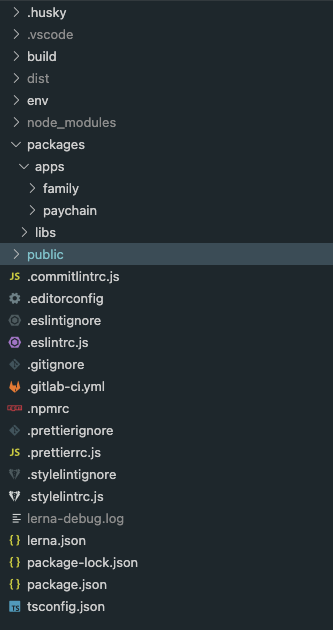 .husky
.vscode
build
dist
env
node_modules
packages
apps
family
paychain
libs
public
JS .commitlintrc.js
.editorconfig
.eslintignore
.eslintrc.js
.gitignore
.gitlab-ci.yml
npm .npmrc
.prettierignore
JS .prettierrc.js
.stylelintignore
.stylelintrc.js
lerna-debug.log
{} lerna.json
{} package-lock.json
{} package.json
TS tsconfig.json